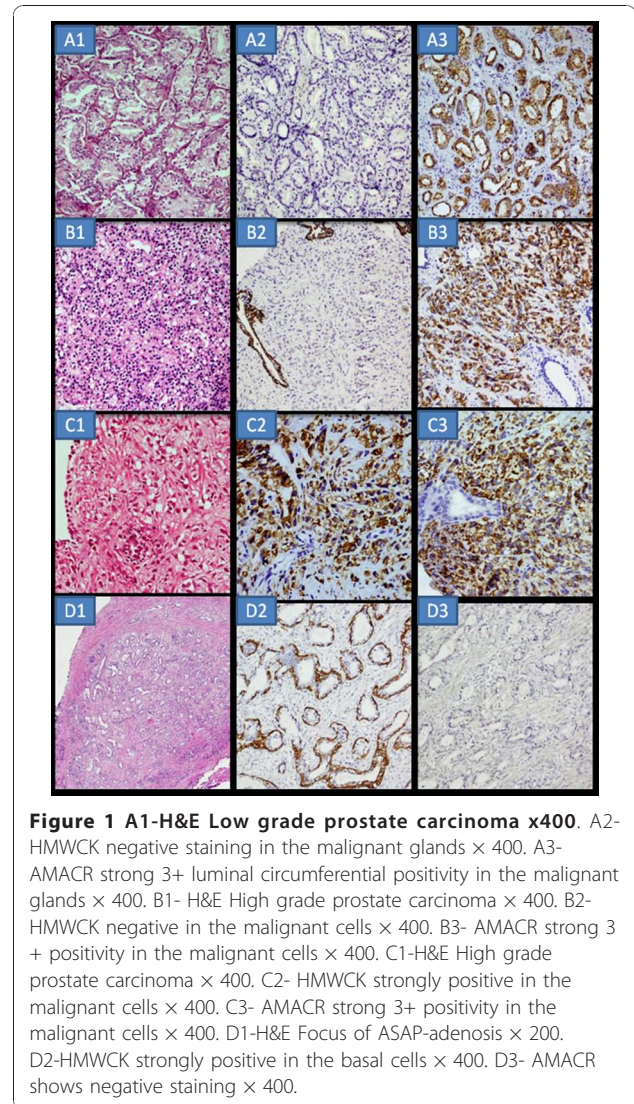 A1 A2 A3
B1 B2 B3
C1 C2 C3
D1 D2 D3
Figure 1 A1-H&E Low grade prostate carcinoma x400. A2-
HMWCK negative staining in the malignant glands × 400. A3-
AMACR strong 3+ luminal circumferential positivity in the malignant
glands × 400. B1- H&E High grade prostate carcinoma × 400. B2-
HMWCK negative in the malignant cells × 400. B3- AMACR strong 3
+ positivity in the malignant cells × 400. C1-H&E High grade
prostate carcinoma × 400. C2- HMWCK strongly positive in the
malignant cells × 400. C3- AMACR strong 3+ positivity in the
malignant cells × 400. D1-H&E Focus of ASAP-adenosis × 200.
D2-HMWCK strongly positive in the basal cells × 400. D3- AMACR
shows negative staining × 400.